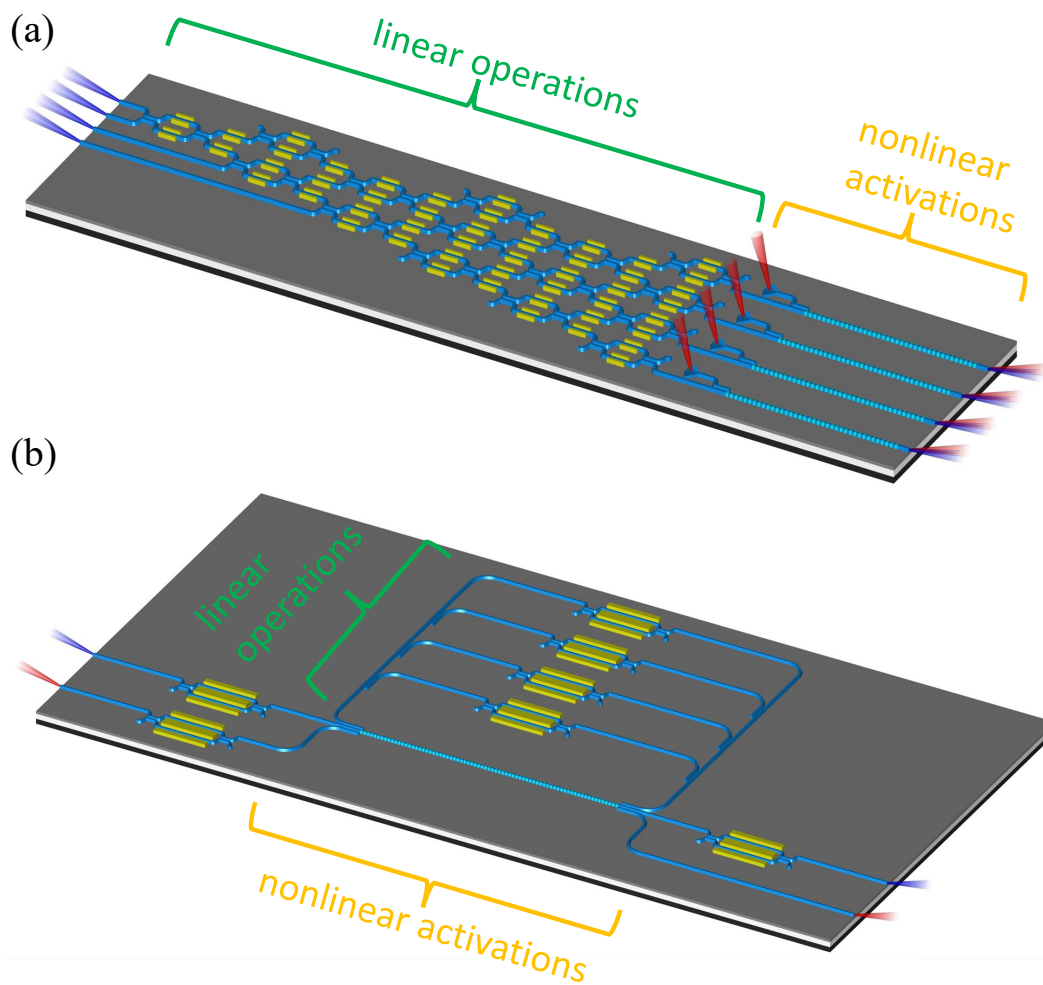 (a)
linear operations
nonlinear
activations
(b)
linear
operations
nonlinear activations